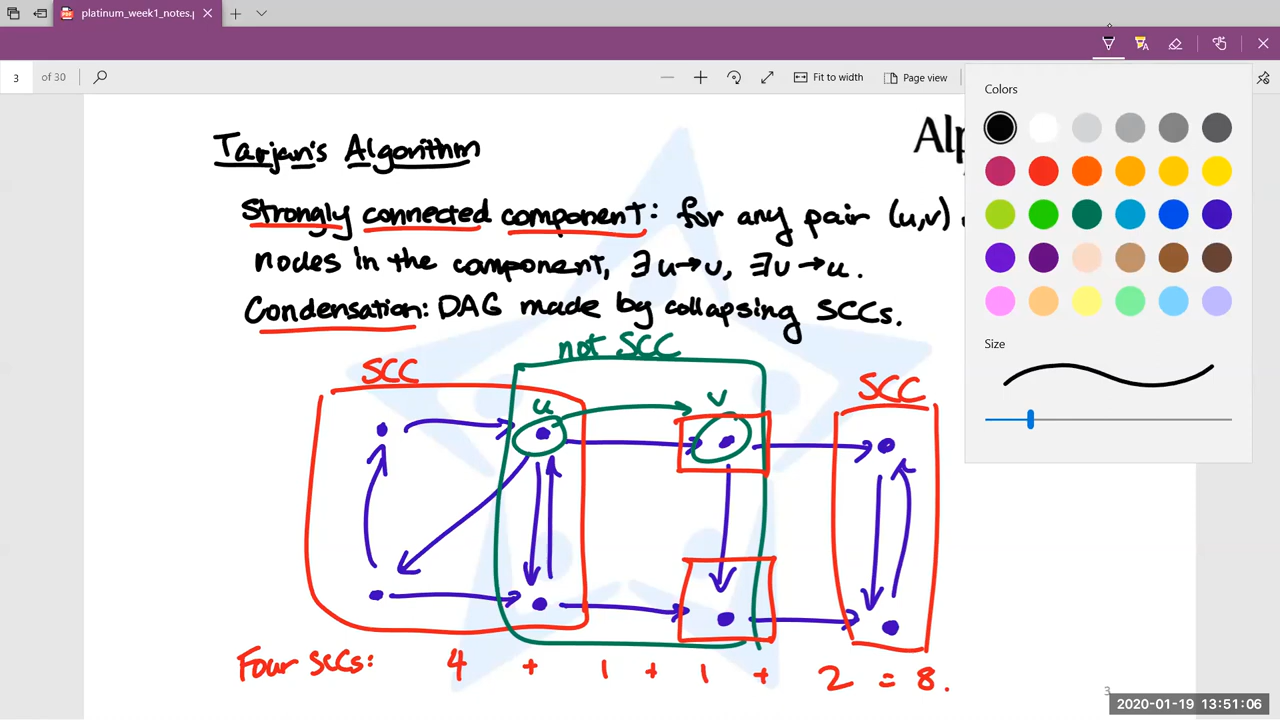 platinum_week1_notes.p
3 of 30 Fit to width Page view
Colors
Size
Tarjan's Algorithm
Alp
Strongly connected component: for any pair (u,v)
nodes in the component, ∃u→v, ∃v→u.
Condensation: DAG made by collapsing SCCs.
not SCC
SCC
SCC
u
v
Four SCCs: 4 + 1 + 1 + 2 = 8.
3
2020-01-19 13:51:06